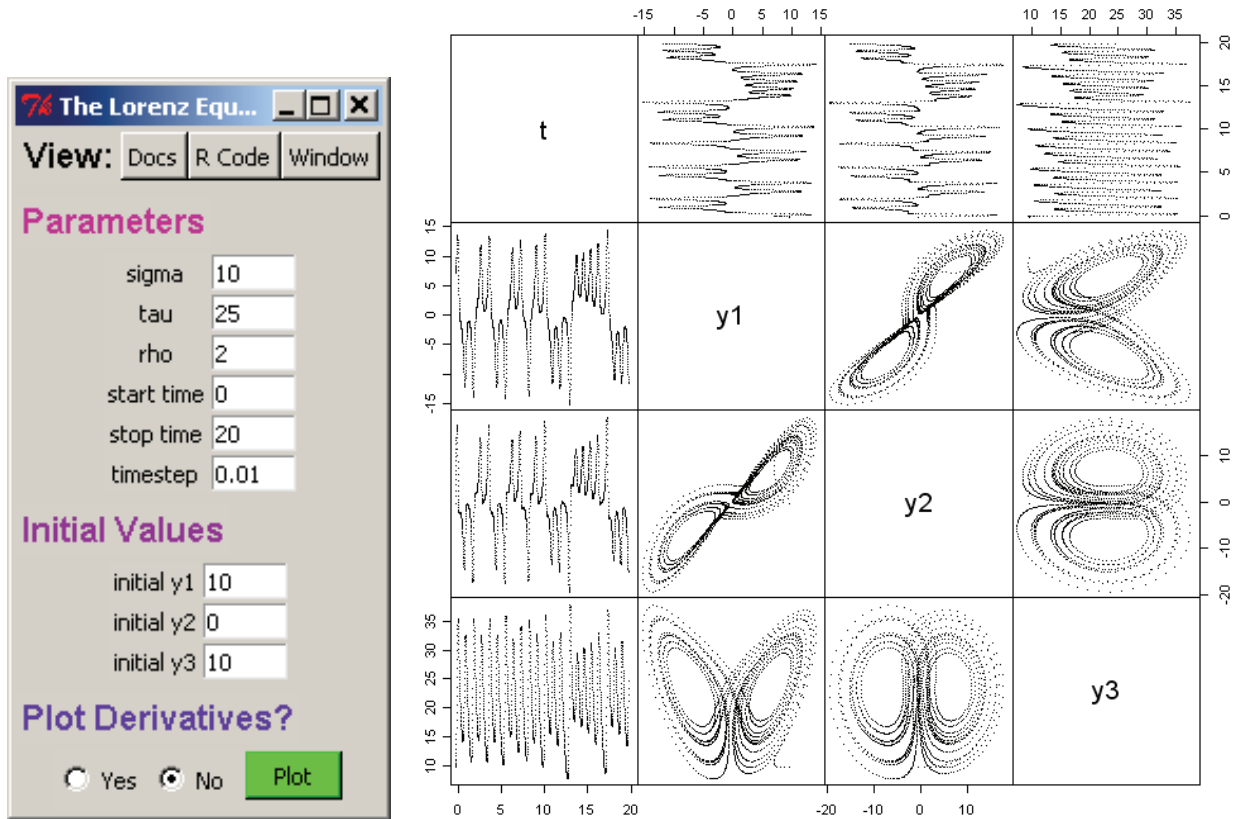 The Lorenz Equ...
View: Docs R Code Window
Parameters
sigma 10
tau 25
rho 2
start time 0
stop time 20
timestep 0.01
Initial Values
initial y1 10
initial y2 0
initial y3 10
Plot Derivatives?
Yes No Plot
-15 -5 0 5 10 15
10 15 20 25 30 35
t
0 5 10 15 20
-15 -5 0 5 10 15
y1
y2
-20 -10 0 10
10 15 20 25 30 35
y3
0 5 10 15 20
-20 -10 0 10